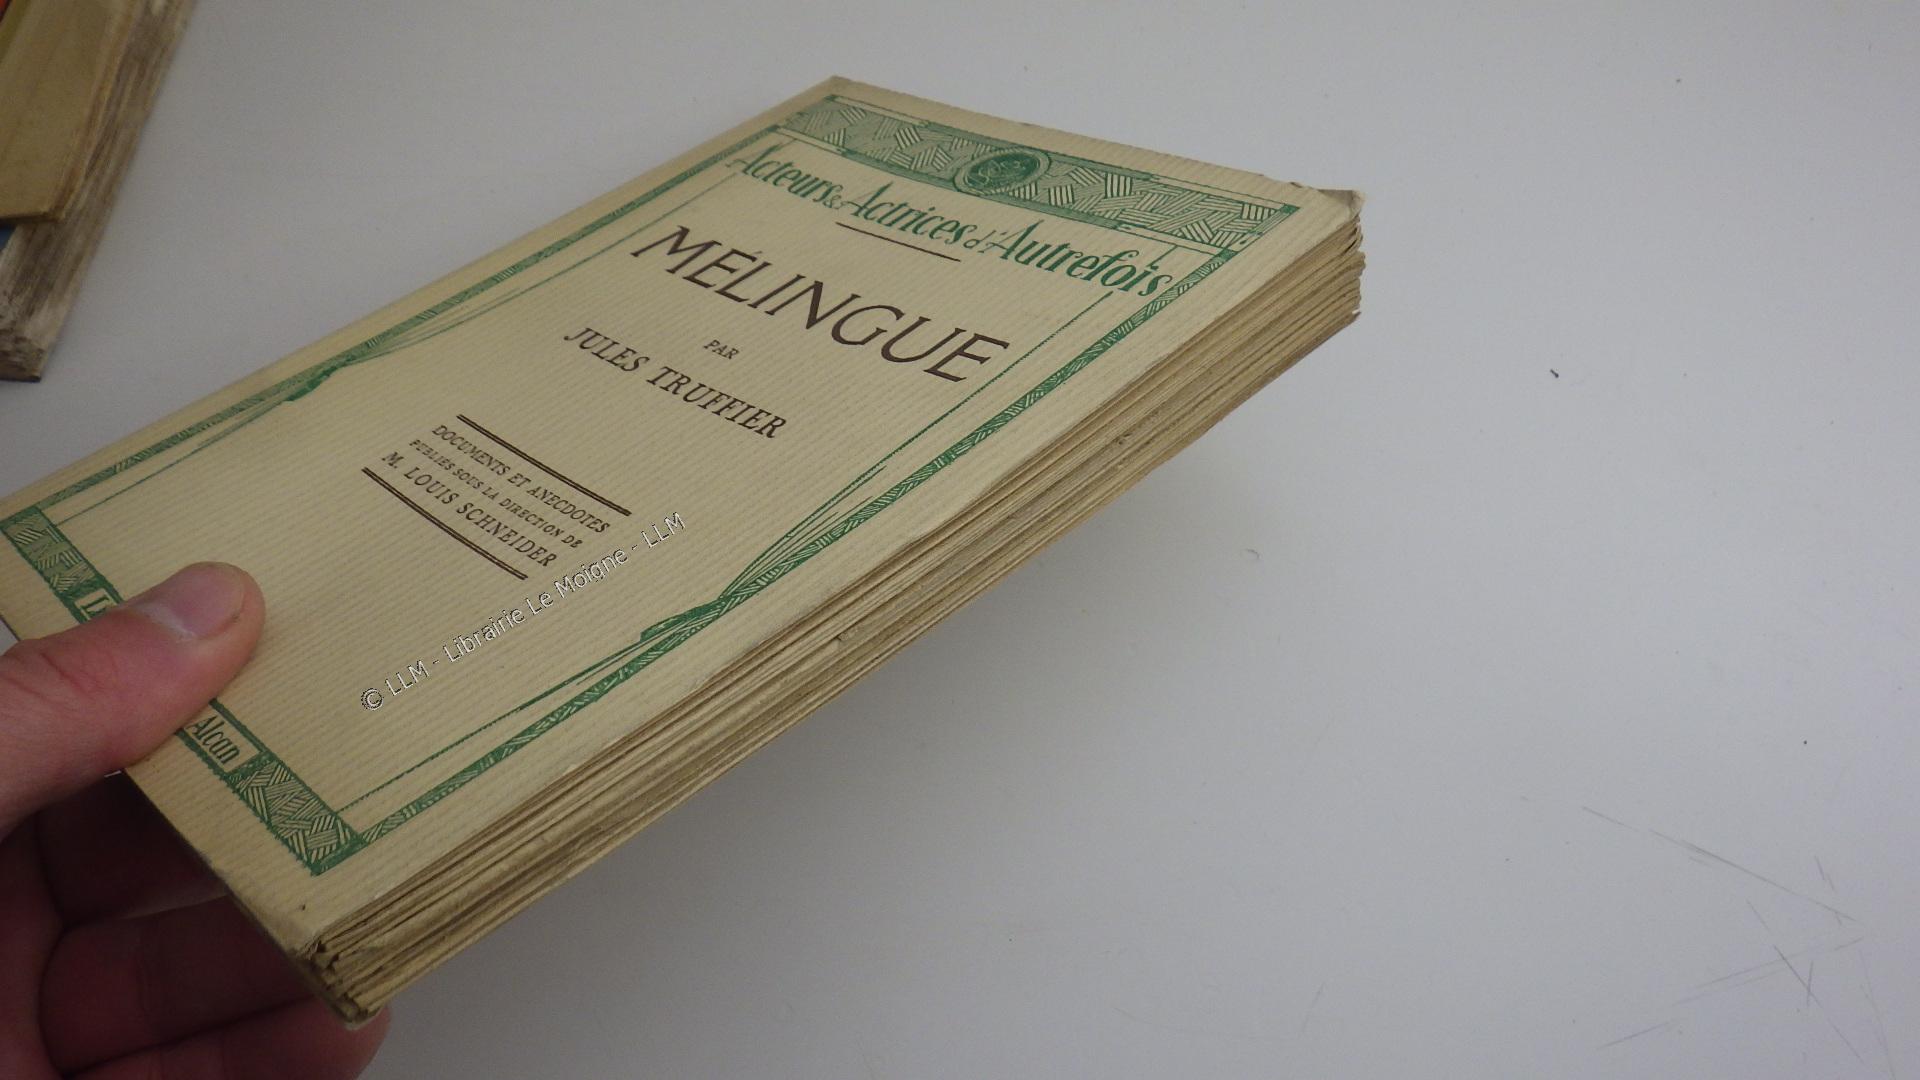 Acteurs & Actrices d'Autrefois
MÉLINGUE
PAR
JULES TRUFFIER
DOCUMENTS ET ANECDOTES
PUBLIÉS SOUS LA DIRECTION DE
M. LOUIS SCHNEIDER
© LLM - Librairie Le Moigne - LLM
Alcan